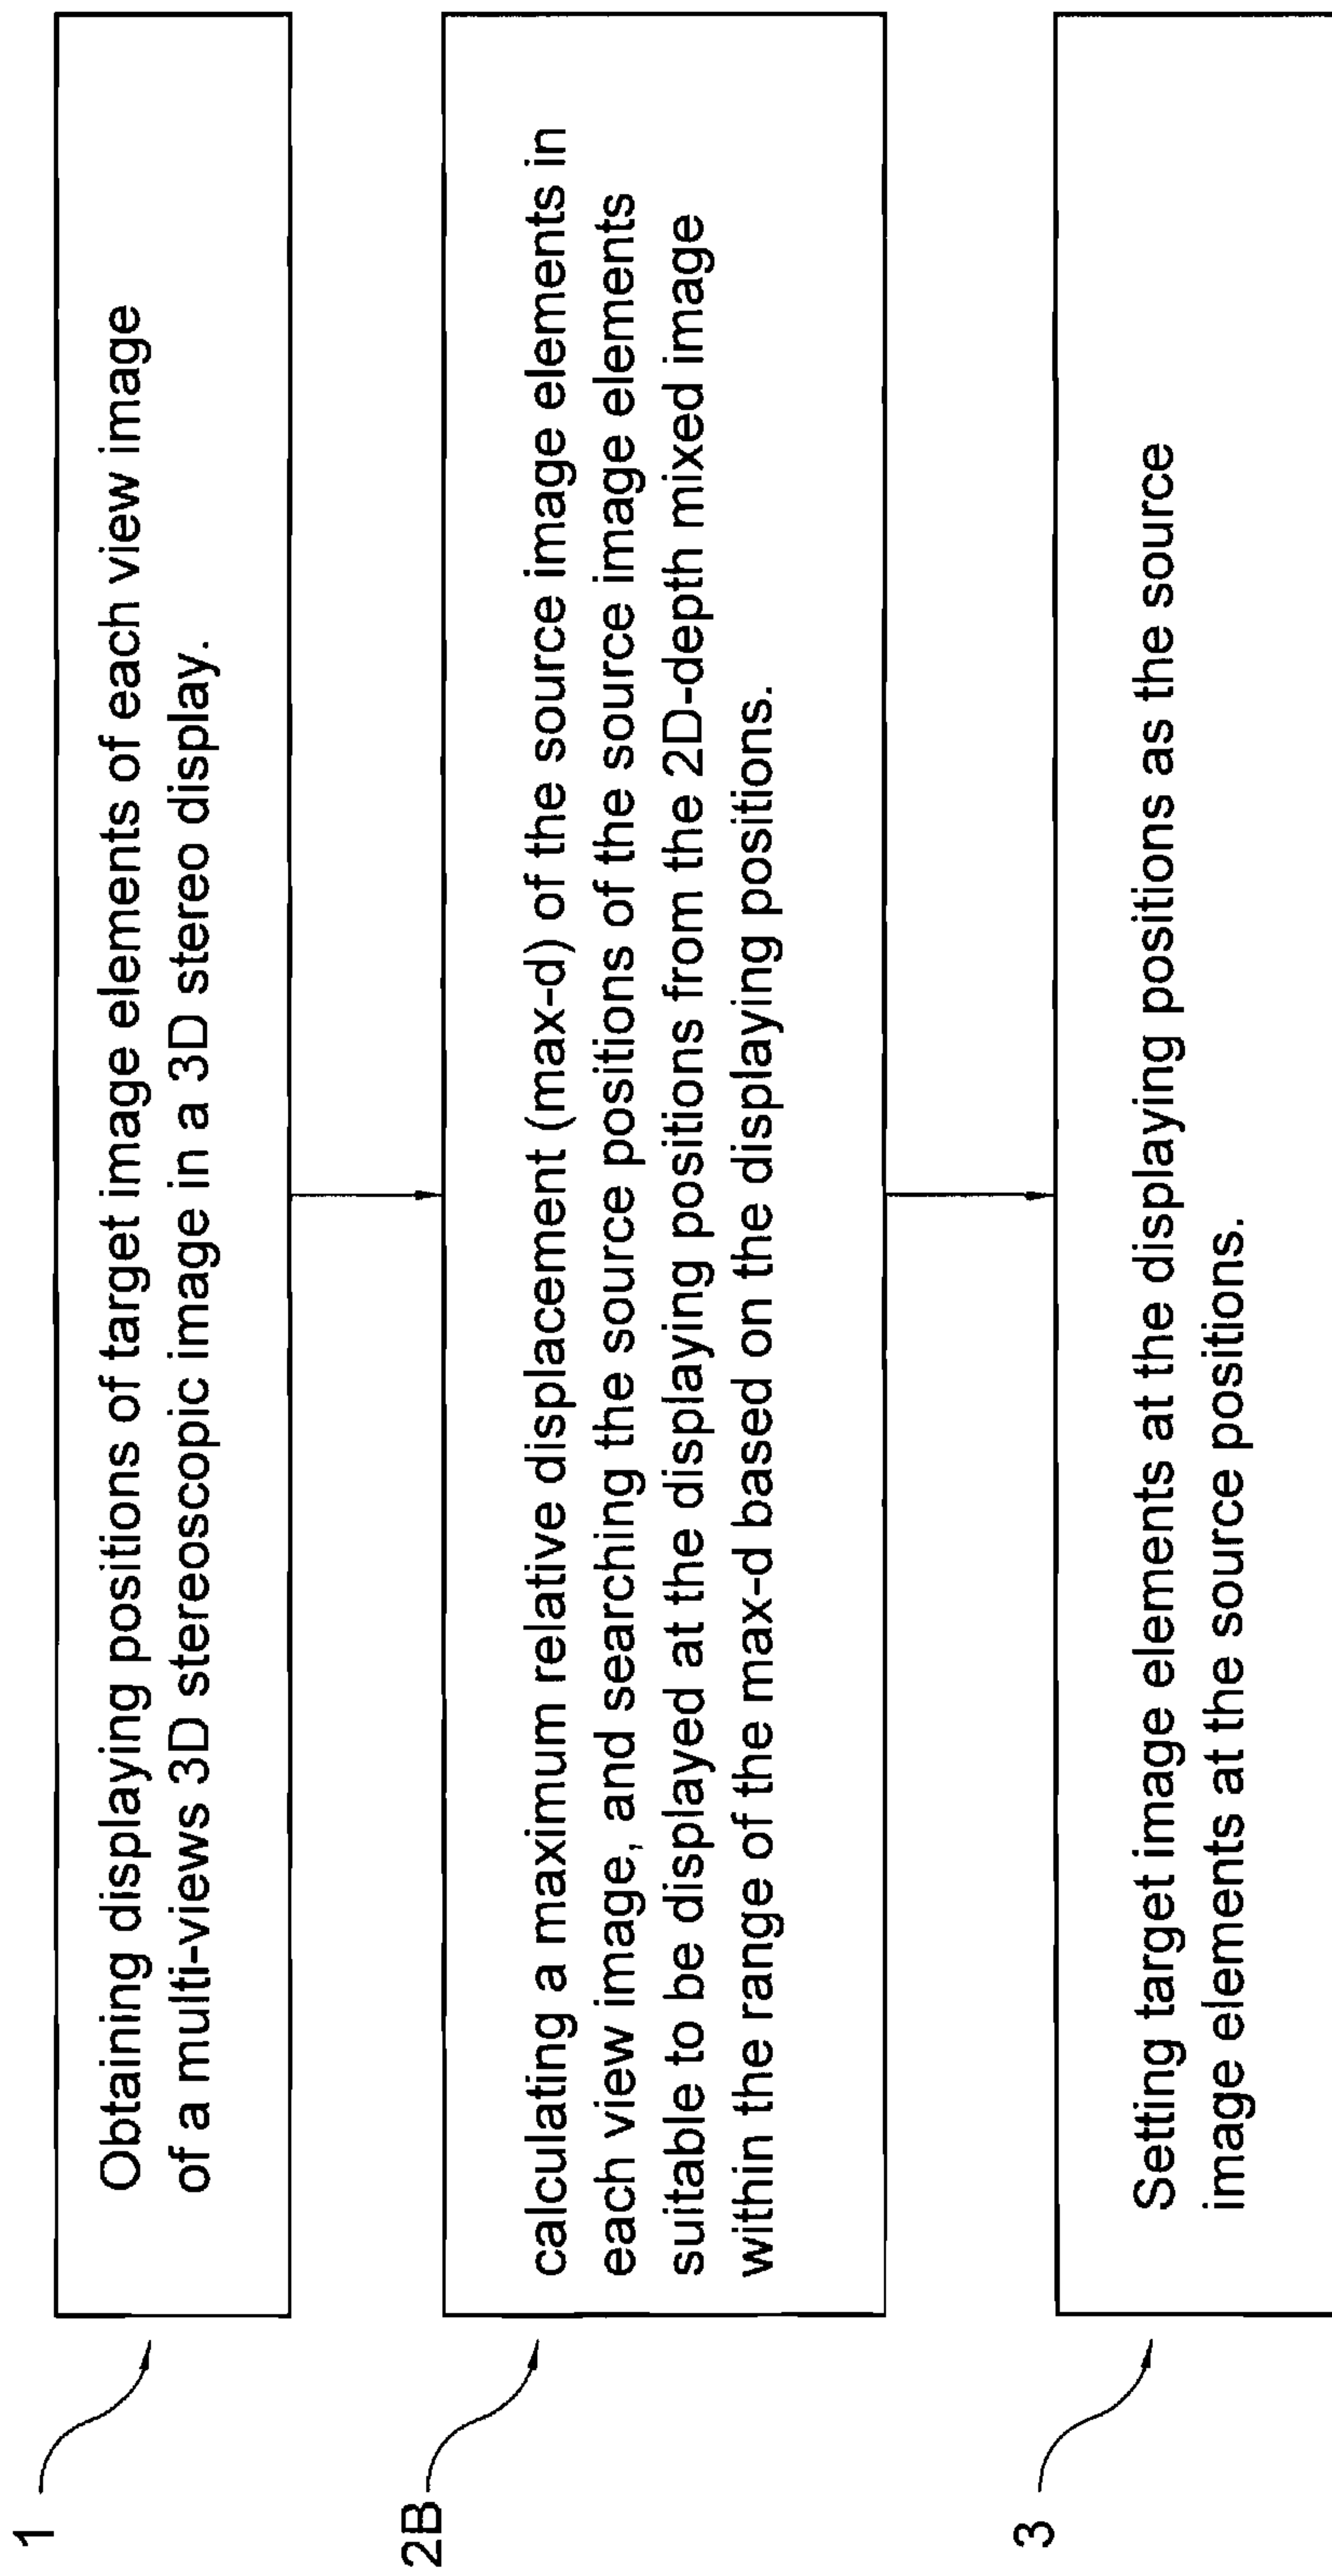 1
Obtaining displaying positions of target image elements of each view image
of a multi-views 3D stereoscopic image in a 3D stereo display.
2B
calculating a maximum relative displacement (max-d) of the source image elements in
each view image, and searching the source positions of the source image elements
suitable to be displayed at the displaying positions from the 2D-depth mixed image
within the range of the max-d based on the displaying positions.
3
Setting target image elements at the displaying positions as the source
image elements at the source positions.